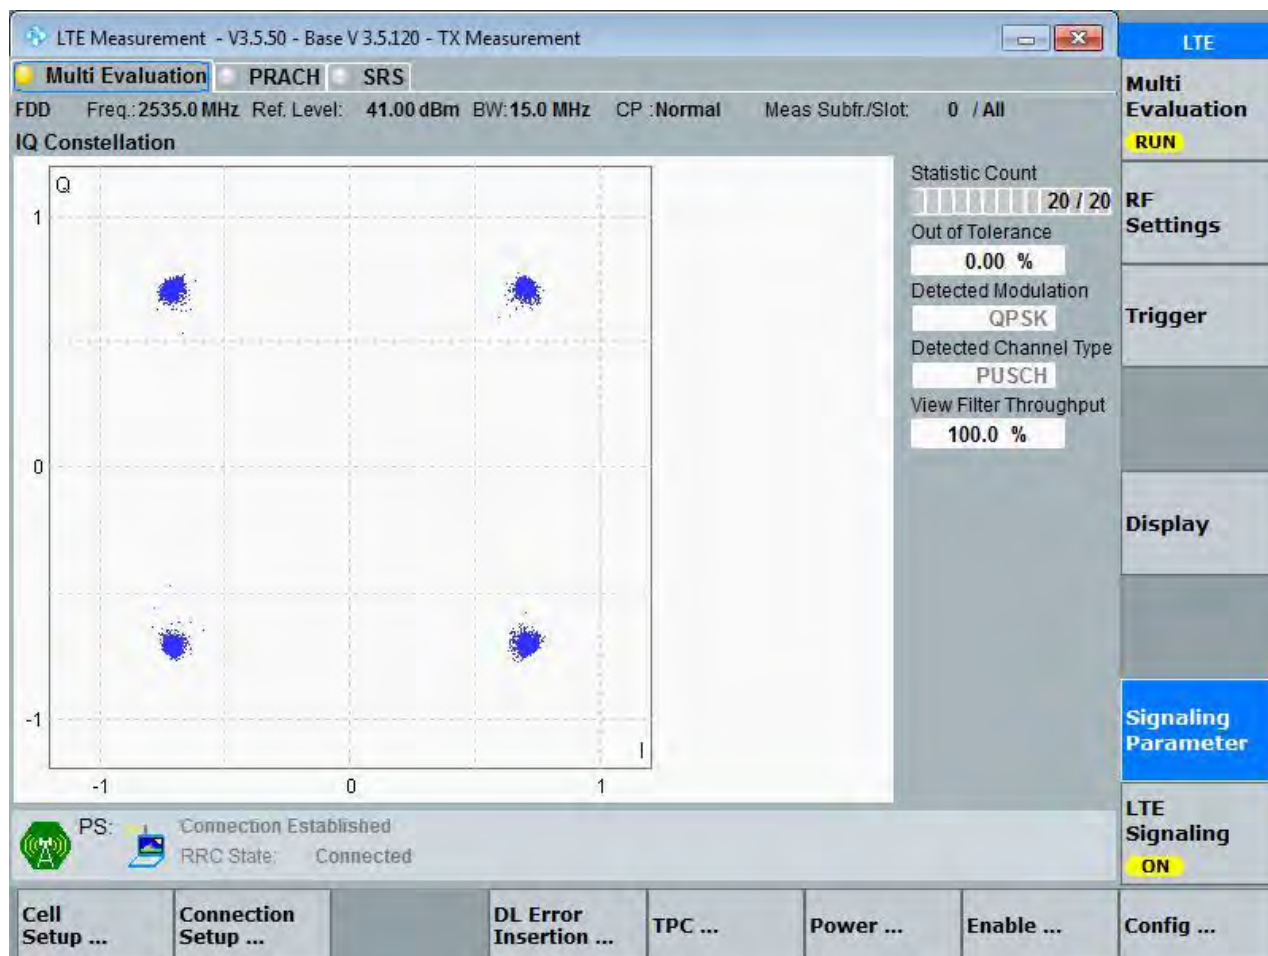 LTE Measurement - V3.5.50 - Base V 3.5.120 - TX Measurement
LTE
Multi Evaluation PRACH SRS
FDD Freq.: 2535.0 MHz Ref. Level: 41.00 dBm BW: 15.0 MHz CP : Normal Meas Subfr./Slot: 0 / All
IQ Constellation
Q
1
0
-1
I
-1 0 1
Statistic Count
20 / 20
Out of Tolerance
0.00 %
Detected Modulation
QPSK
Detected Channel Type
PUSCH
View Filter Throughput
100.0 %
Multi
Evaluation
RUN
RF
Settings
Trigger
Display
Signaling
Parameter
LTE
Signaling
ON
PS: Connection Established
RRC State: Connected
Cell
Setup ...
Connection
Setup ...
DL Error
Insertion ...
TPC ...
Power ...
Enable ...
Config ...